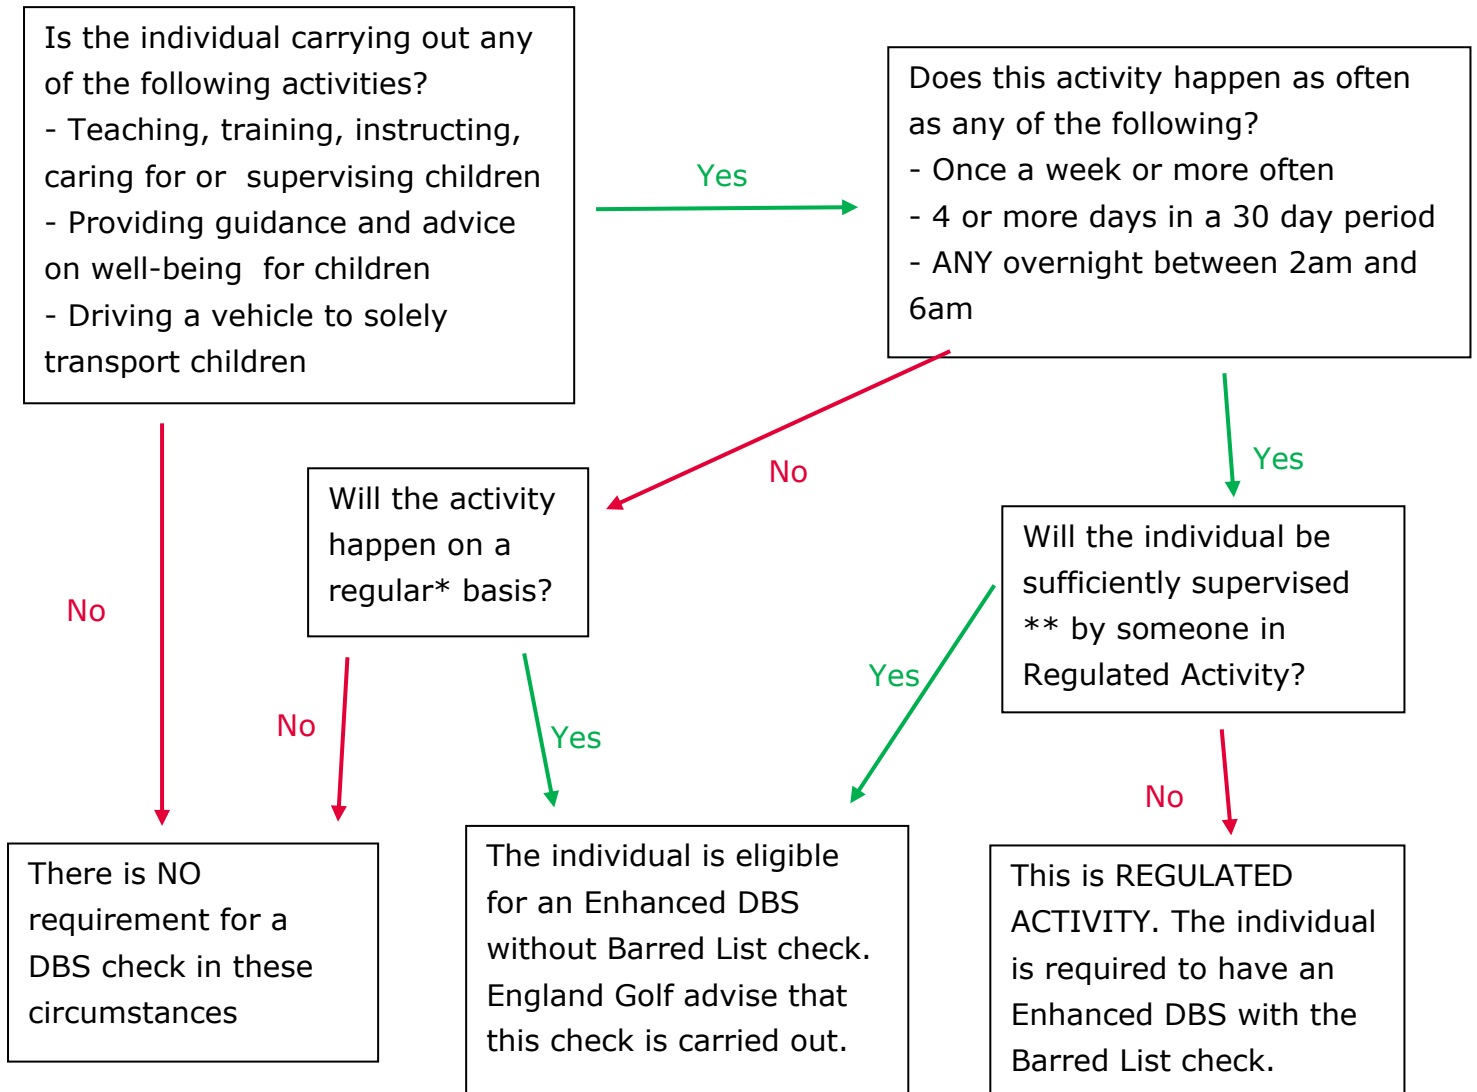 Is the individual carrying out any
of the following activities?
- Teaching, training, instructing,
caring for or  supervising children
- Providing guidance and advice
on well-being  for children
- Driving a vehicle to solely
transport children
Yes
Does this activity happen as often
as any of the following?
- Once a week or more often
- 4 or more days in a 30 day period
- ANY overnight between 2am and
6am
No
Yes
Will the activity
happen on a
regular* basis?
No
Will the individual be
sufficiently supervised
** by someone in
Regulated Activity?
No
Yes
Yes
No
There is NO
requirement for a
DBS check in these
circumstances
The individual is eligible
for an Enhanced DBS
without Barred List check.
England Golf advise that
this check is carried out.
This is REGULATED
ACTIVITY. The individual
is required to have an
Enhanced DBS with the
Barred List check.